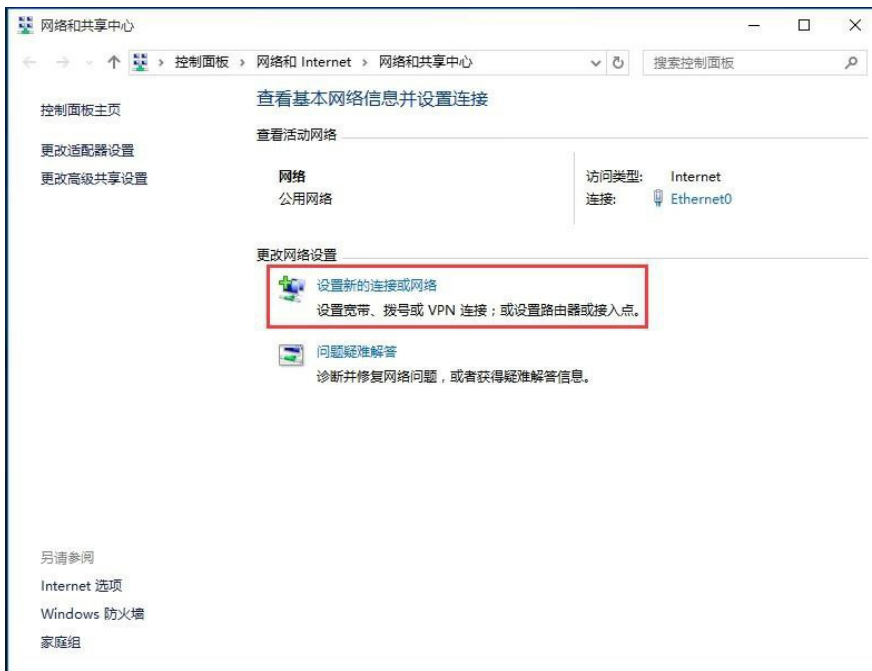 网络和共享中心
控制面板 › 网络和 Internet › 网络和共享中心
搜索控制面板
控制面板主页
更改适配器设置
更改高级共享设置
查看基本网络信息并设置连接
查看活动网络
网络
公用网络
访问类型: Internet
连接: Ethernet0
更改网络设置
设置新的连接或网络
设置宽带、拨号或 VPN 连接；或设置路由器或接入点。
问题疑难解答
诊断并修复网络问题，或者获得疑难解答信息。
另请参阅
Internet 选项
Windows 防火墙
家庭组